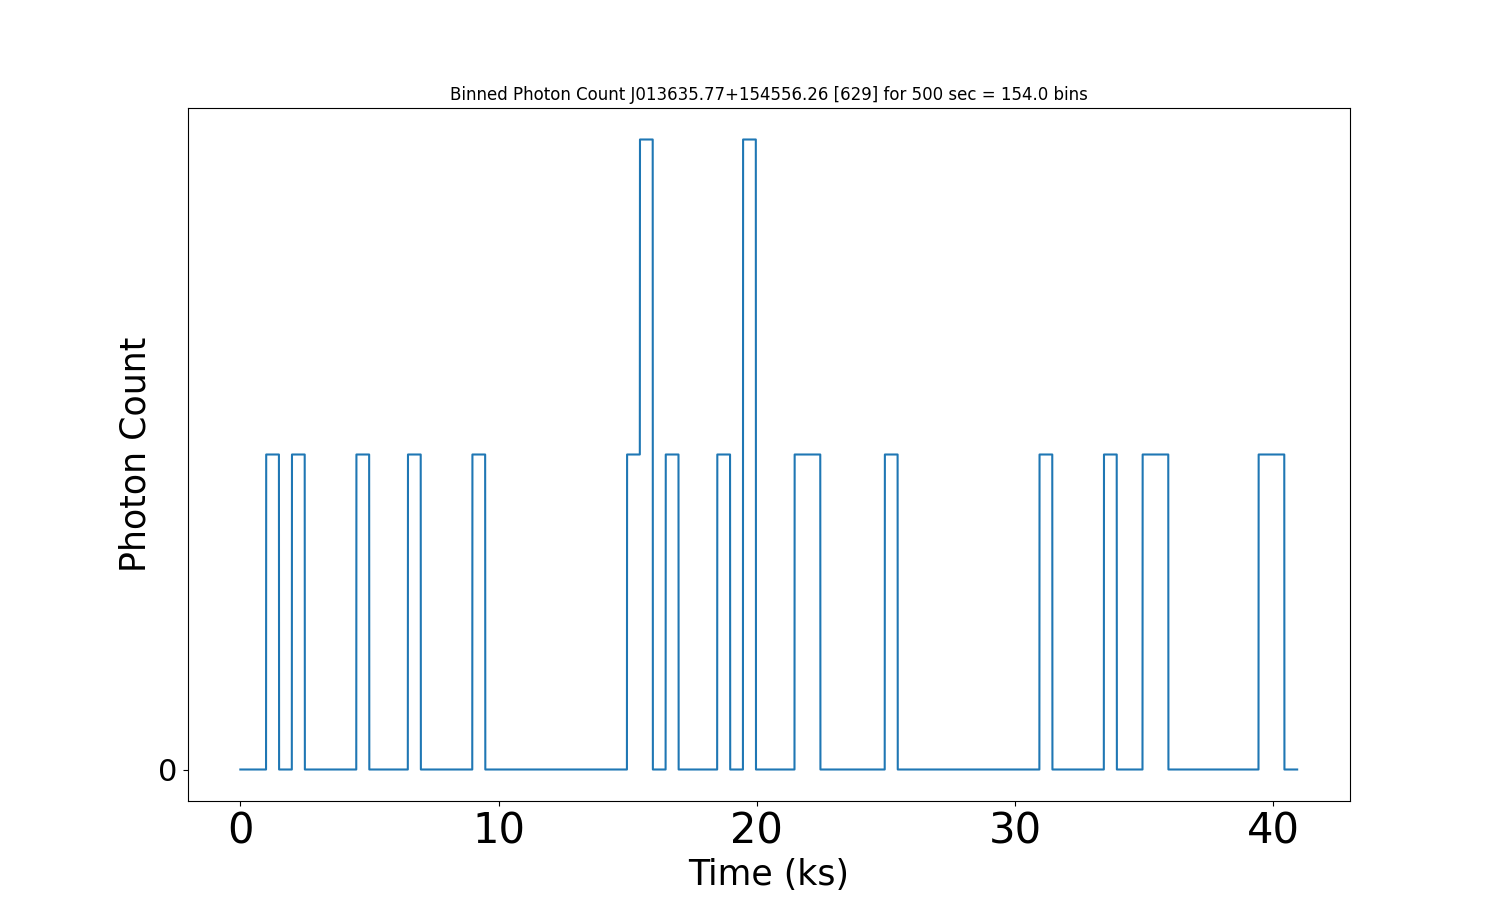 Binned Photon Count J013635.77+154556.26 [629] for 500 sec = 154.0 bins
Photon Count
0
0 10 20 30 40
Time (ks)